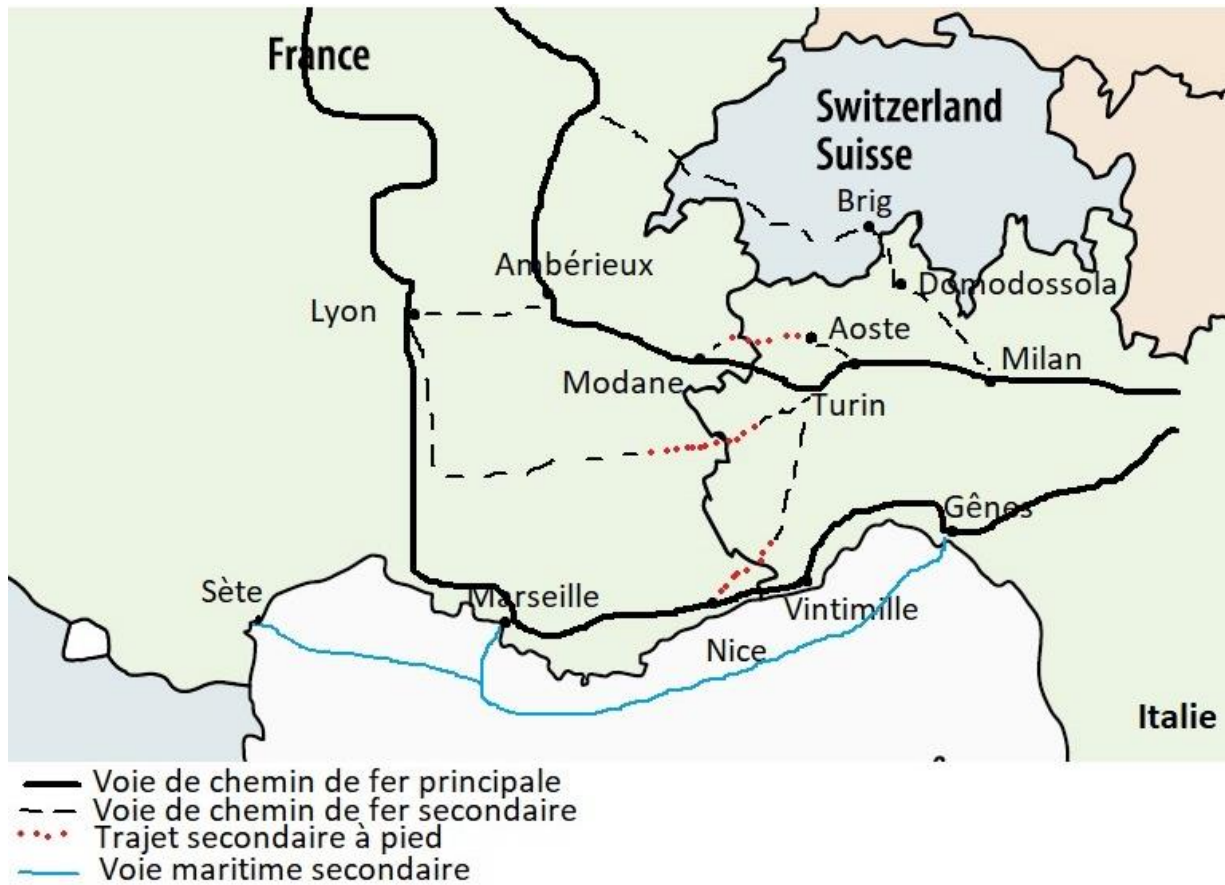 France
Switzerland
Suisse
Brig
Ambérieux
Domodossola
Lyon
Aoste
Milan
Modane
Turin
Gênes
Sète
Marseille
Vintimille
Nice
Italie
Voie de chemin de fer principale
Voie de chemin de fer secondaire
Trajet secondaire à pied
Voie maritime secondaire